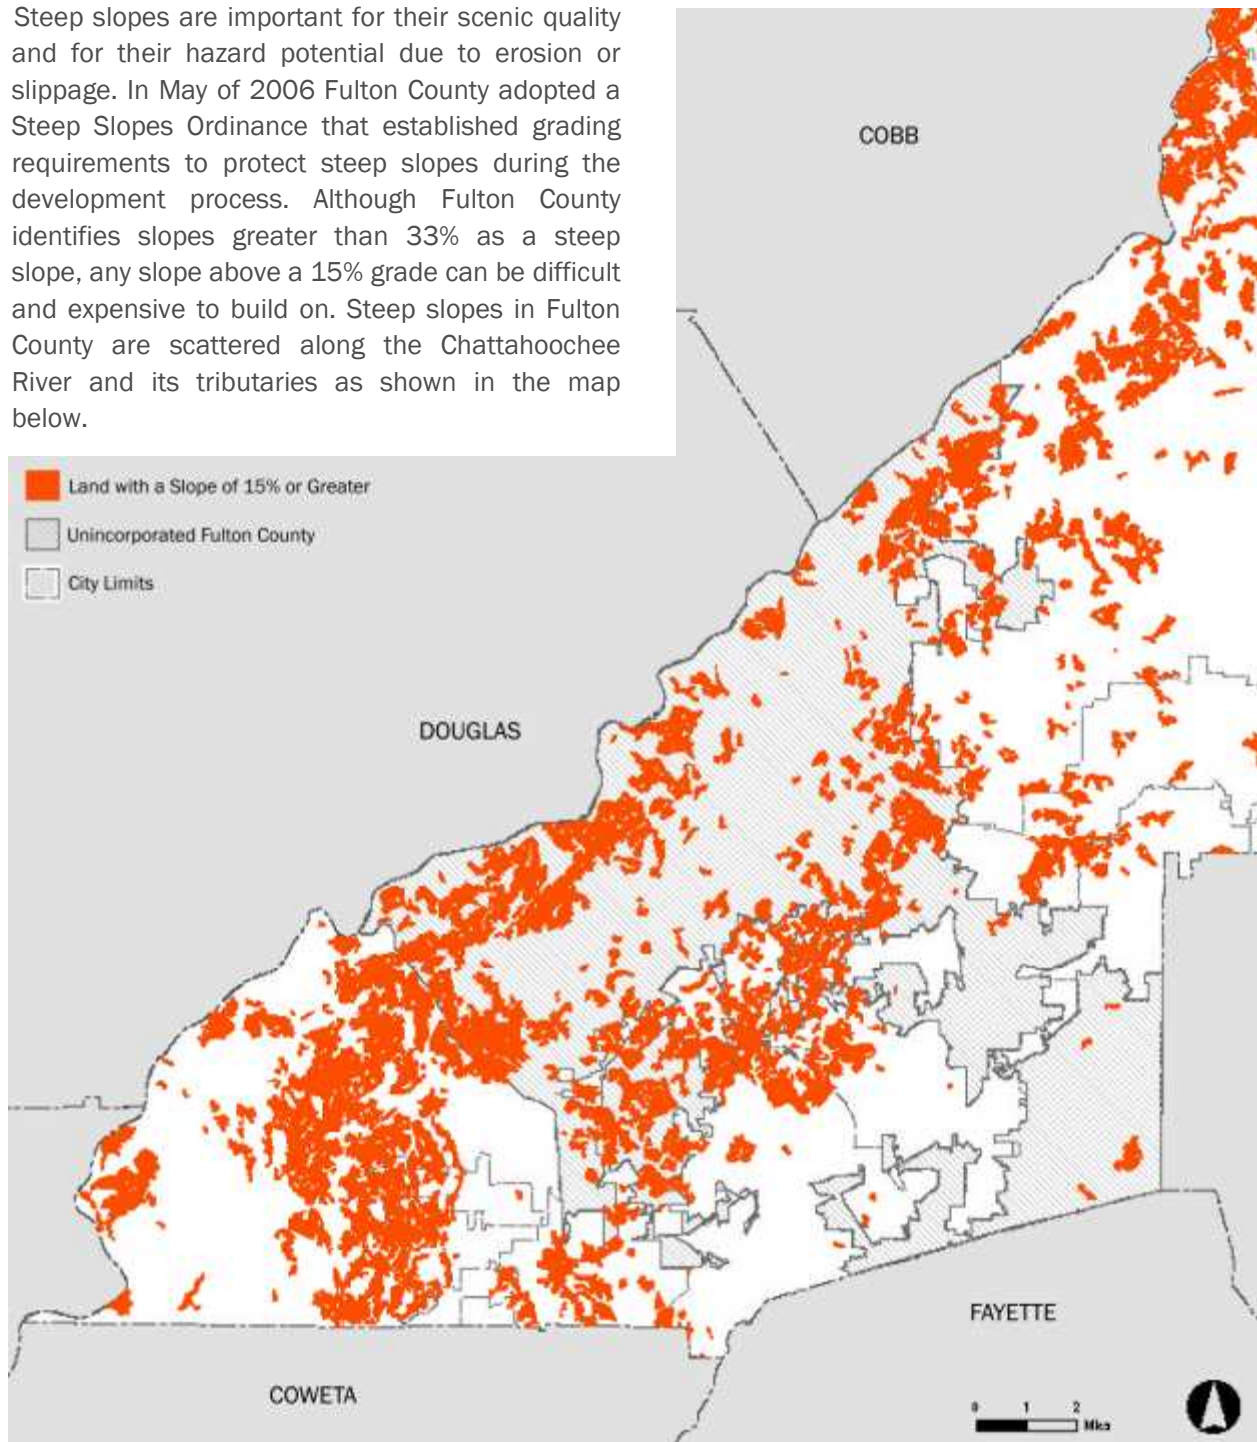 Steep slopes are important for their scenic quality
and for their hazard potential due to erosion or
slippage. In May of 2006 Fulton County adopted a
Steep Slopes Ordinance that established grading
requirements to protect steep slopes during the
development process. Although Fulton County
identifies slopes greater than 33% as a steep
slope, any slope above a 15% grade can be difficult
and expensive to build on. Steep slopes in Fulton
County are scattered along the Chattahoochee
River and its tributaries as shown in the map
below.
COBB
Land with a Slope of 15% or Greater
Unincorporated Fulton County
City Limits
DOUGLAS
FAYETTE
COWETA
0 1 2
Miles